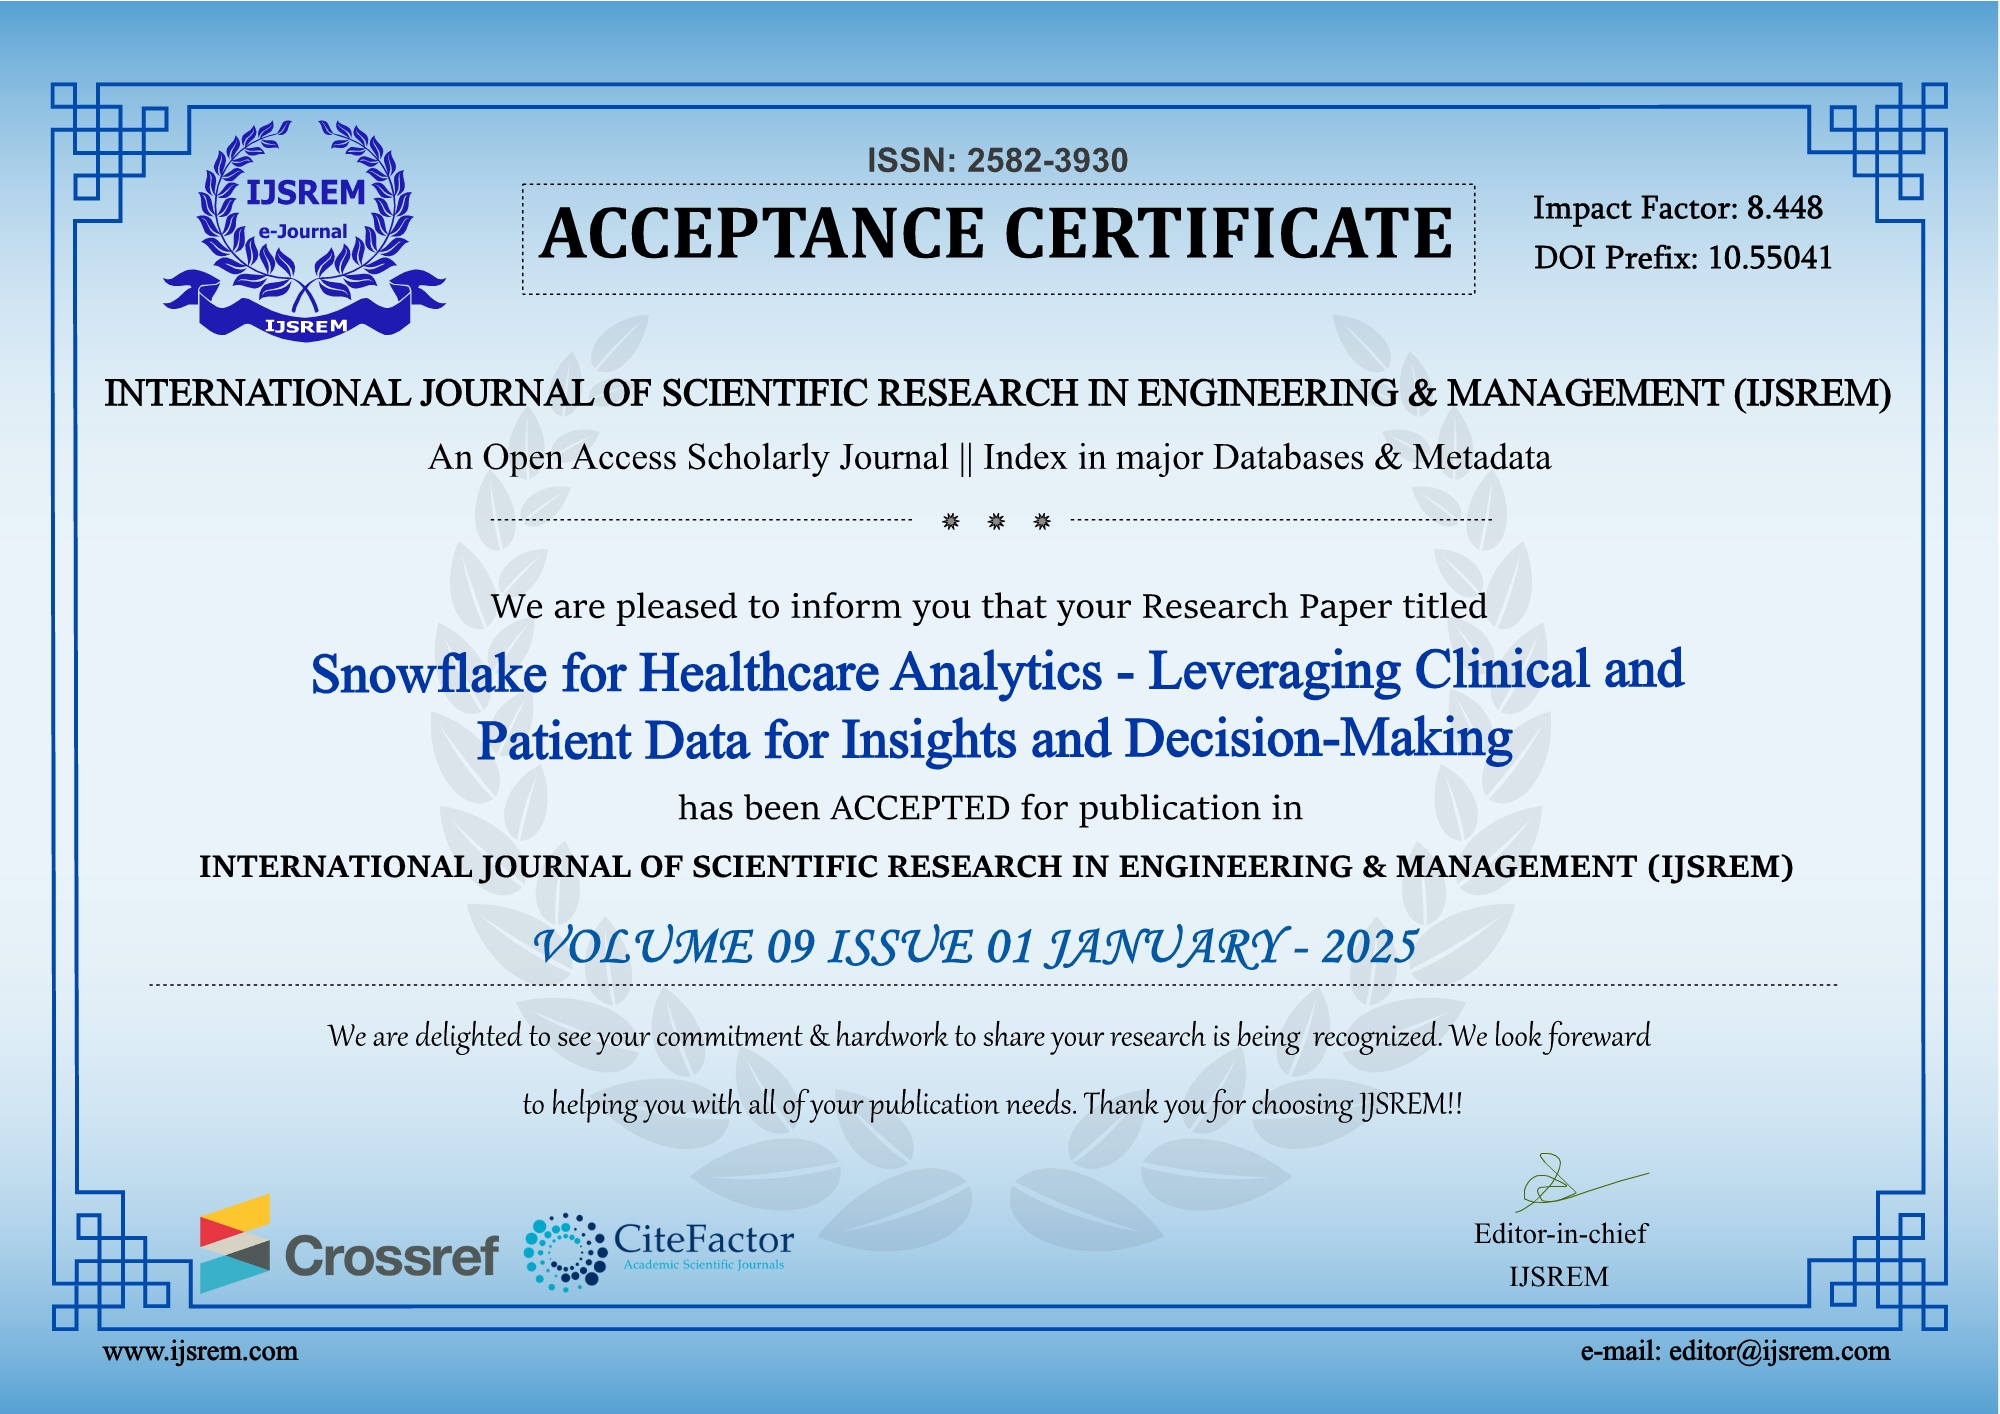 IJSREM
e-Journal
IJSREM
ISSN: 2582-3930
ACCEPTANCE CERTIFICATE
Impact Factor: 8.448
DOI Prefix: 10.55041
INTERNATIONAL JOURNAL OF SCIENTIFIC RESEARCH IN ENGINEERING & MANAGEMENT (IJSREM)
An Open Access Scholarly Journal || Index in major Databases & Metadata
We are pleased to inform you that your Research Paper titled
Snowflake for Healthcare Analytics - Leveraging Clinical and
Patient Data for Insights and Decision-Making
has been ACCEPTED for publication in
INTERNATIONAL JOURNAL OF SCIENTIFIC RESEARCH IN ENGINEERING & MANAGEMENT (IJSREM)
VOLUME 09 ISSUE 01 JANUARY - 2025
We are delighted to see your commitment & hardwork to share your research is being recognized. We look foreward
to helping you with all of your publication needs. Thank you for choosing IJSREM!!
Crossref
CiteFactor
Academic Scientific Journals
Editor-in-chief
IJSREM
www.ijsrem.com
e-mail: editor@ijsrem.com